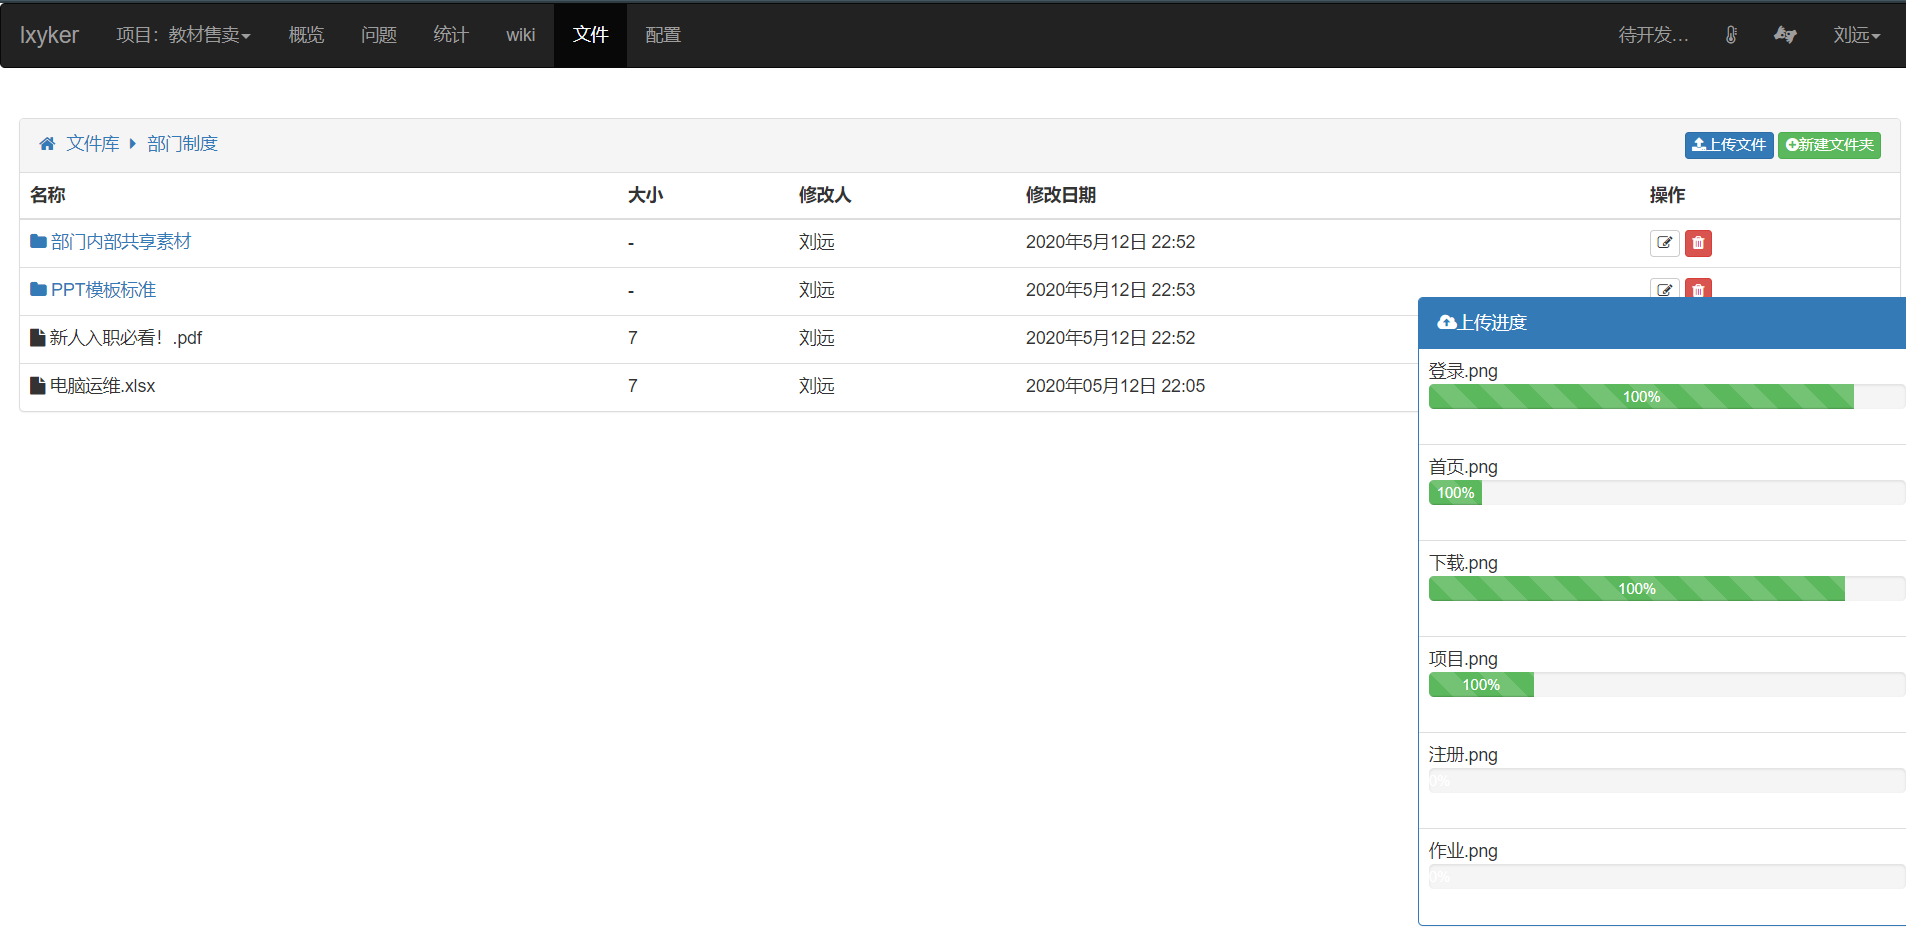 lxyker 项目：教材售卖 概览 问题 统计 wiki 文件 配置 待开发... 刘远
文件库 部门制度 上传文件 新建文件夹
名称 大小 修改人 修改日期 操作
部门内部共享素材 - 刘远 2020年5月12日 22:52
PPT模板标准 - 刘远 2020年5月12日 22:53
新人入职必看！.pdf 7 刘远 2020年5月12日 22:52
电脑运维.xlsx 7 刘远 2020年05月12日 22:05
上传进度
登录.png
100%
首页.png
100%
下载.png
100%
项目.png
100%
注册.png
0%
作业.png
0%